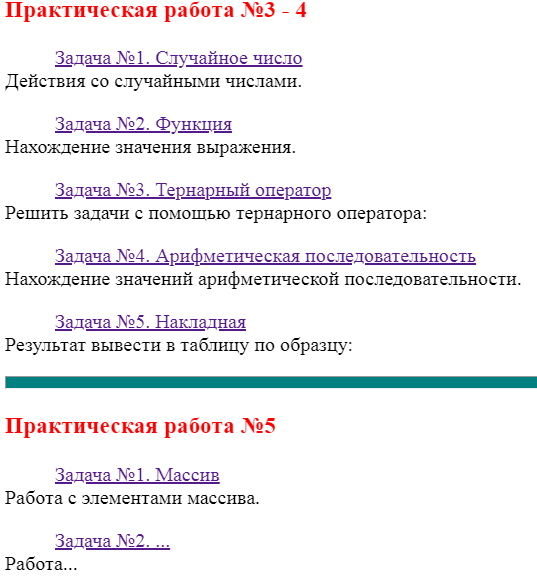 Практическая работа №3 - 4
Задача №1. Случайное число
Действия со случайными числами.
Задача №2. Функция
Нахождение значения выражения.
Задача №3. Тернарный оператор
Решить задачи с помощью тернарного оператора:
Задача №4. Арифметическая последовательность
Нахождение значений арифметической последовательности.
Задача №5. Накладная
Результат вывести в таблицу по образцу:
Практическая работа №5
Задача №1. Массив
Работа с элементами массива.
Задача №2. ...
Работа...